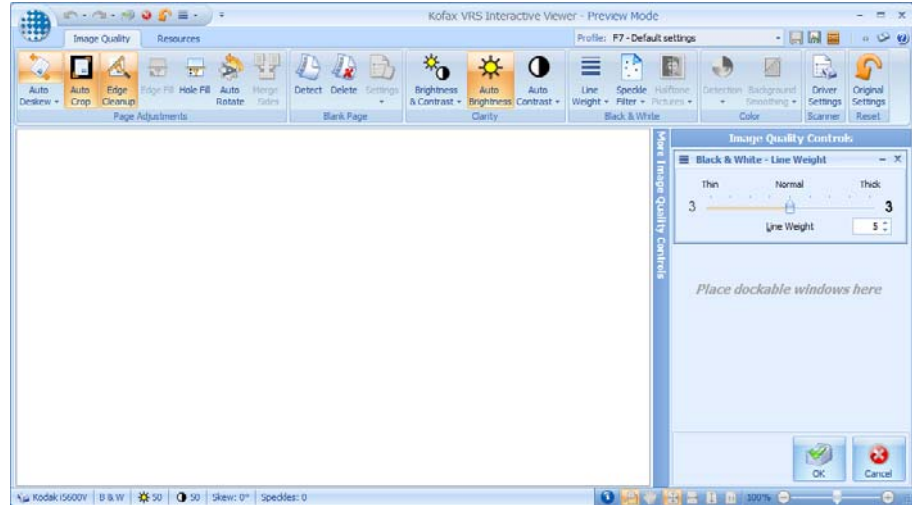 Kofax VRS Interactive Viewer - Preview Mode
Image Quality Resources Profile: F7 - Default settings
Auto Deskew
Auto Crop
Edge Cleanup
Edge Fill
Hole Fill
Auto Rotate
Merge Sides
Page Adjustments
Detect
Delete
Settings
Blank Page
Brightness & Contrast
Auto Brightness
Auto Contrast
Clarity
Line Weight
Speckle Filter
Halftone Pictures
Black & White
Detection
Background Smoothing
Color
Driver Settings
Scanner
Original Settings
Reset
More Image Quality Controls
Image Quality Controls
Black & White - Line Weight
Thin Normal Thick
3 3
Line Weight 5
Place dockable windows here
OK Cancel
Kodak i5600V B & W 50 50 Skew: 0° Speckles: 0 100%